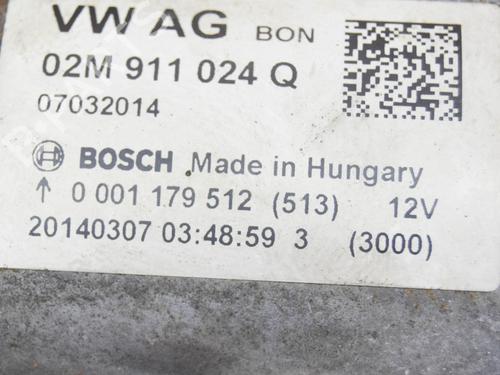 VW AG BON
02M 911 024 Q
07032014
BOSCH Made in Hungary
↑ 0 001 179 512 (513) 12V
20140307 03:48:59 3 (3000)